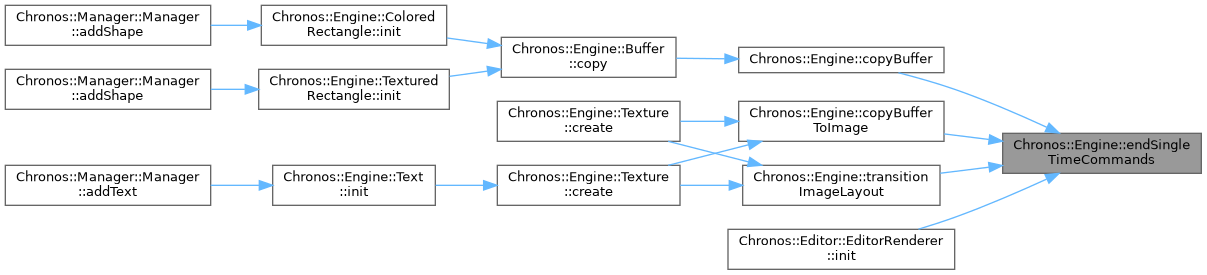 Chronos::Manager::Manager
::addShape
Chronos::Engine::Colored
Rectangle::init
Chronos::Engine::Buffer
::copy
Chronos::Engine::copyBuffer
Chronos::Manager::Manager
::addShape
Chronos::Engine::Textured
Rectangle::init
Chronos::Engine::Texture
::create
Chronos::Engine::copyBuffer
ToImage
Chronos::Engine::endSingle
TimeCommands
Chronos::Manager::Manager
::addText
Chronos::Engine::Text
::init
Chronos::Engine::Texture
::create
Chronos::Engine::transition
ImageLayout
Chronos::Editor::EditorRenderer
::init